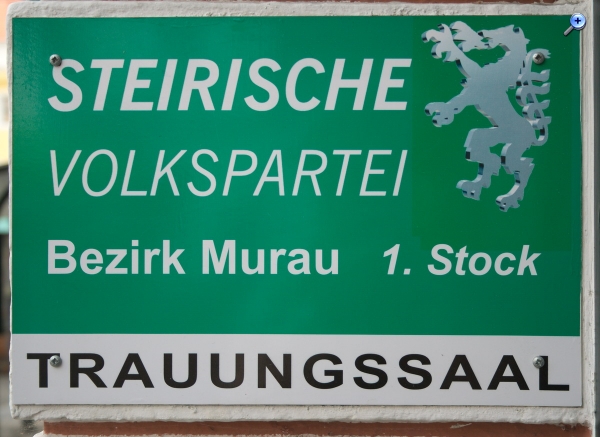 STEIRISCHE
VOLKSPARTEI
Bezirk Murau 1. Stock
TRAUUNGSSAAL